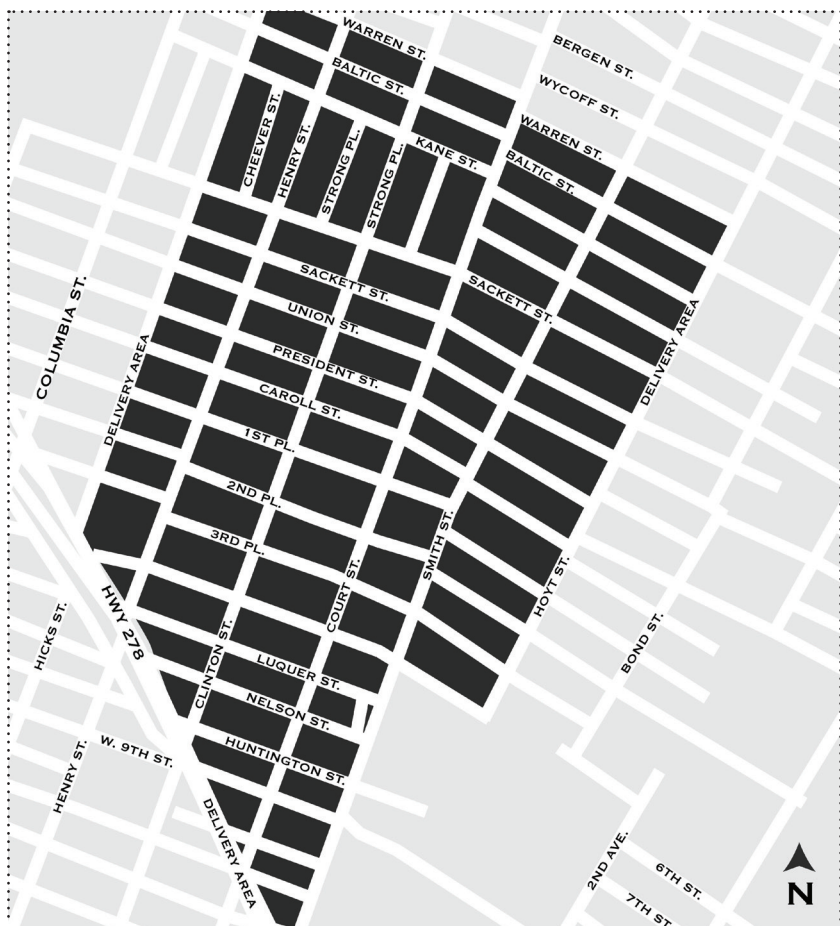 WARREN ST.
BERGEN ST.
BALTIC ST.
WYCOFF ST.
CHEEVER ST.
HENRY ST.
STRONG PL.
STRONG PL.
KANE ST.
WARREN ST.
BALTIC ST.
SACKETT ST.
SACKETT ST.
COLUMBIA ST.
UNION ST.
DELIVERY AREA
DELIVERY AREA
PRESIDENT ST.
CAROLL ST.
1ST PL.
2ND PL.
3RD PL.
SMITH ST.
HOYT ST.
COURT ST.
HWY 278
HICKS ST.
CLINTON ST.
BOND ST.
LUQUER ST.
NELSON ST.
HUNTINGTON ST.
W. 9TH ST.
HENRY ST.
DELIVERY AREA
2ND AVE.
6TH ST.
7TH ST
N